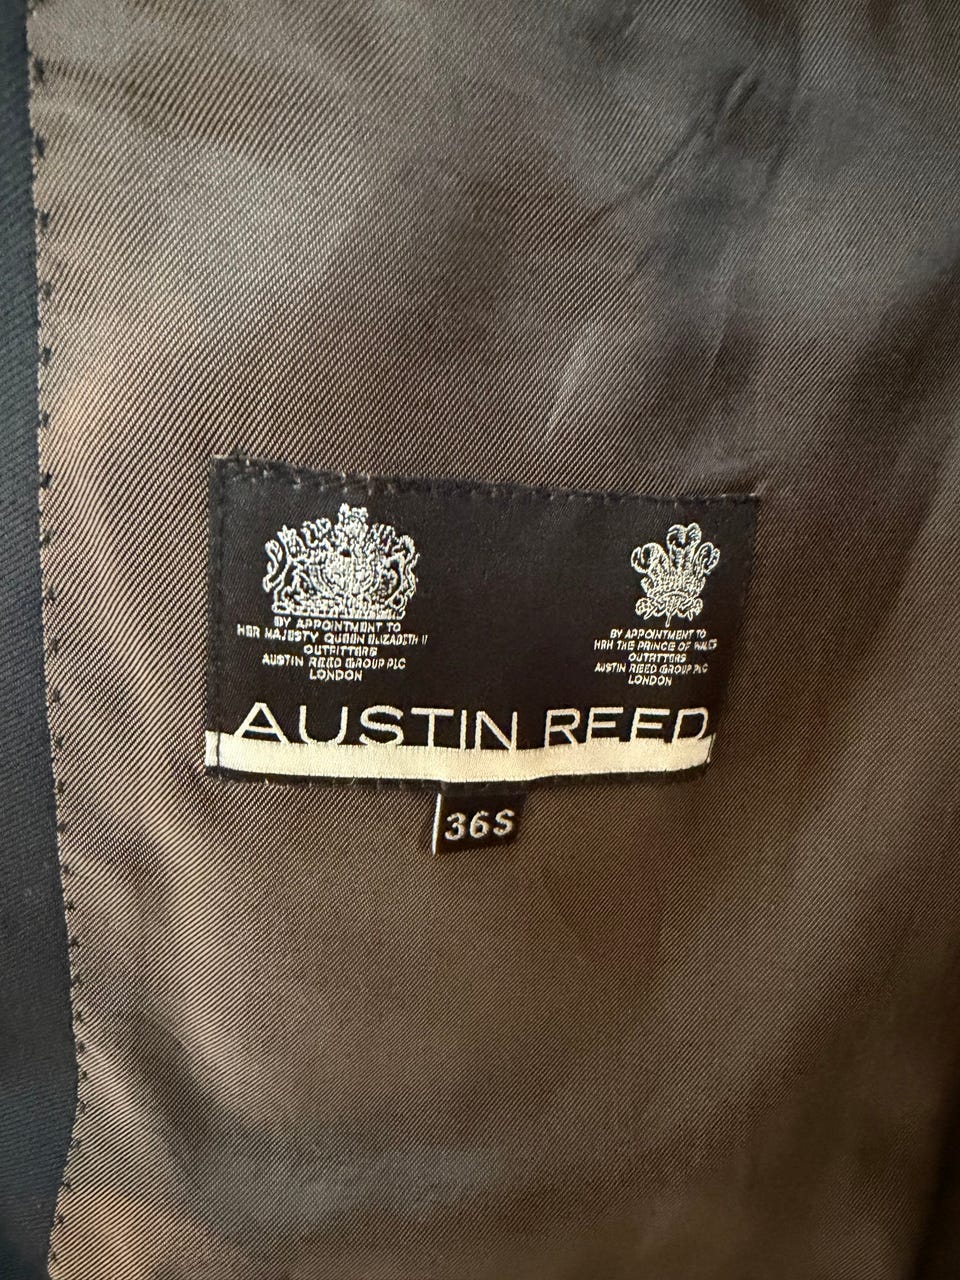 BY APPOINTMENT TO
HER MAJESTY QUEEN ELIZABETH II
OUTFITTERS
AUSTIN REED GROUP PLC
LONDON
BY APPOINTMENT TO
HRH THE PRINCE OF WALES
OUTFITTERS
AUSTIN REED GROUP PLC
LONDON
AUSTIN REED
36S